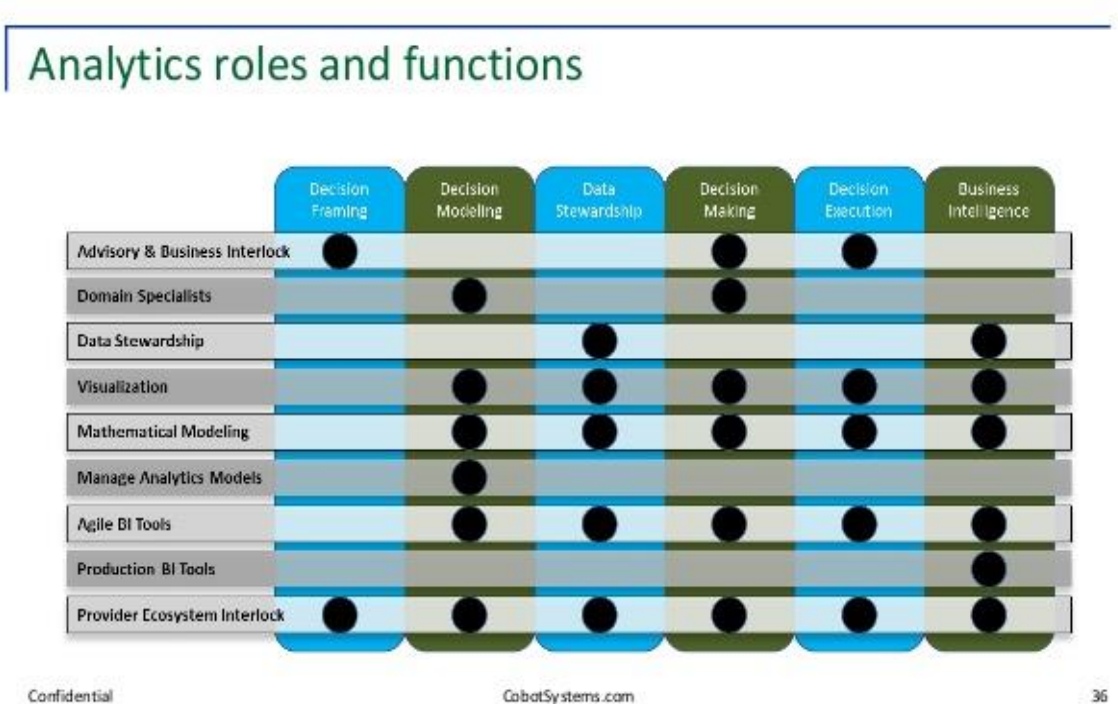 Analytics roles and functions
Decision Framing
Decision Modeling
Data Stewardship
Decision Making
Decision Execution
Business Intelligence
Advisory & Business Interlock
Domain Specialists
Data Stewardship
Visualization
Mathematical Modeling
Manage Analytics Models
Agile BI Tools
Production BI Tools
Provider Ecosystem Interlock
Confidential
CobotSystems.com
36